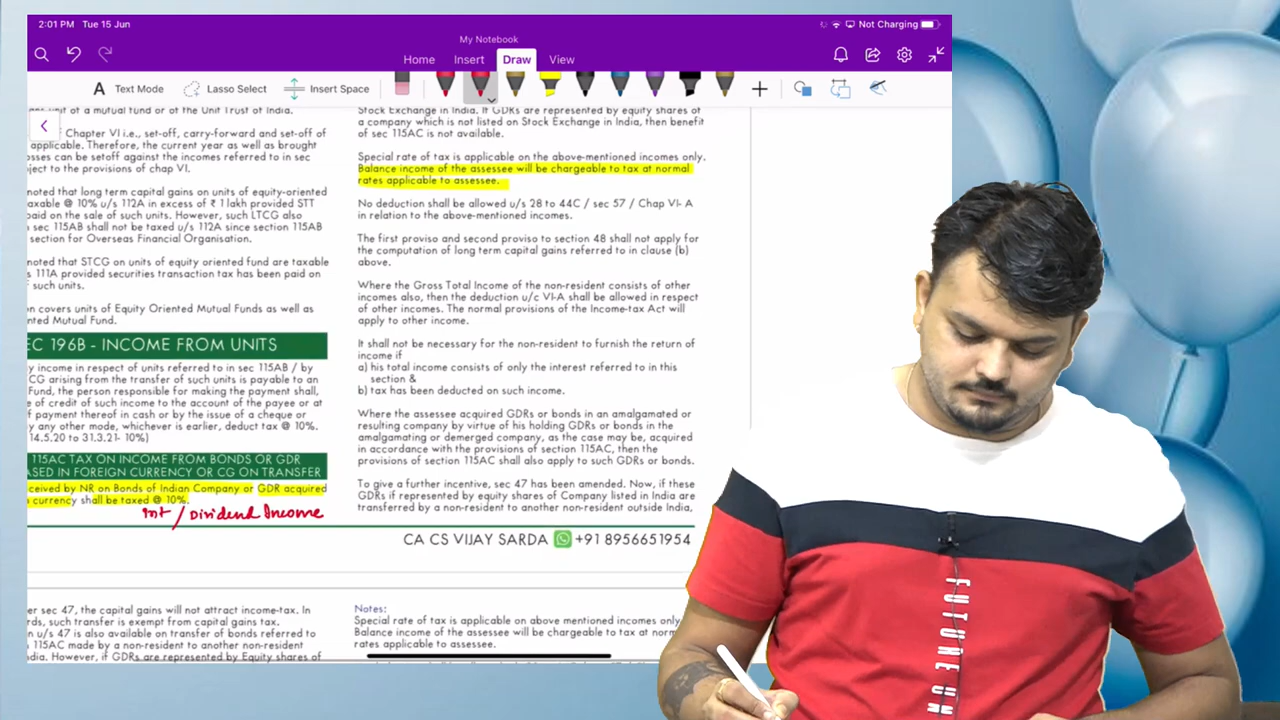 2:01 PM Tue 15 Jun
Not Charging
My Notebook
Home Insert Draw View
A Text Mode Lasso Select Insert Space
unit of a mutual fund or of the Unit Trust of India.
of Chapter VI i.e., set-off, carry-forward and set-off of
applicable. Therefore, the current year as well as brought
sses can be setoff against the incomes referred to in sec
ject to the provisions of chap VI.
noted that long term capital gains on units of equity-oriented
axable @ 10% u/s 112A in excess of ₹ 1 lakh provided STT
paid on the sale of such units. However, such LTCG also
sec 115AB shall not be taxed u/s 112A since section 115AB
section for Overseas Financial Organisation.
noted that STCG on units of equity oriented fund are taxable
s 111A provided securities transaction tax has been paid on
f such units.
n covers units of Equity Oriented Mutual Funds as well as
nted Mutual Fund.
EC 196B - INCOME FROM UNITS
y income in respect of units referred to in sec 115AB / by
CG arising from the transfer of such units is payable to an
Fund, the person responsible for making the payment shall,
e of credit of such income to the account of the payee or at
f payment thereof in cash or by the issue of a cheque or
y any other mode, whichever is earlier, deduct tax @ 10%.
14.5.20 to 31.3.21- 10%)
115AC TAX ON INCOME FROM BONDS OR GDR
ASED IN FOREIGN CURRENCY OR CG ON TRANSFER
ceived by NR on Bonds of Indian Company or GDR acquired
n currency shall be taxed @ 10%.
Int / Dividend Income
Stock Exchange in India. If GDRs are represented by equity shares of
a company which is not listed on Stock Exchange in India, then benefit
of sec 115AC is not available.
Special rate of tax is applicable on the above-mentioned incomes only.
Balance income of the assessee will be chargeable to tax at normal
rates applicable to assessee.
No deduction shall be allowed u/s 28 to 44C / sec 57 / Chap VI- A
in relation to the above-mentioned incomes.
The first proviso and second proviso to section 48 shall not apply for
the computation of long term capital gains referred to in clause (b)
above.
Where the Gross Total Income of the non-resident consists of other
incomes also, then the deduction u/c VI-A shall be allowed in respect
of other incomes. The normal provisions of the Income-tax Act will
apply to other income.
It shall not be necessary for the non-resident to furnish the return of
income if
a) his total income consists of only the interest referred to in this
section &
b) tax has been deducted on such income.
Where the assessee acquired GDRs or bonds in an amalgamated or
resulting company by virtue of his holding GDRs or bonds in the
amalgamating or demerged company, as the case may be, acquired
in accordance with the provisions of section 115AC, then the
provisions of section 115AC shall also apply to such GDRs or bonds.
To give a further incentive, sec 47 has been amended. Now, if these
GDRs if represented by equity shares of Company listed in India are
transferred by a non-resident to another non-resident outside India,
CA CS VIJAY SARDA +91 8956651954
er sec 47, the capital gains will not attract income-tax. In
rds, such transfer is exempt from capital gains tax.
n u/s 47 is also available on transfer of bonds referred to
115AC made by a non-resident to another non-resident
ndia. However, if GDRs are represented by Equity shares of
Notes:
Special rate of tax is applicable on above mentioned incomes only.
Balance income of the assessee will be chargeable to tax at norm
rates applicable to assessee.
FUTURE UN